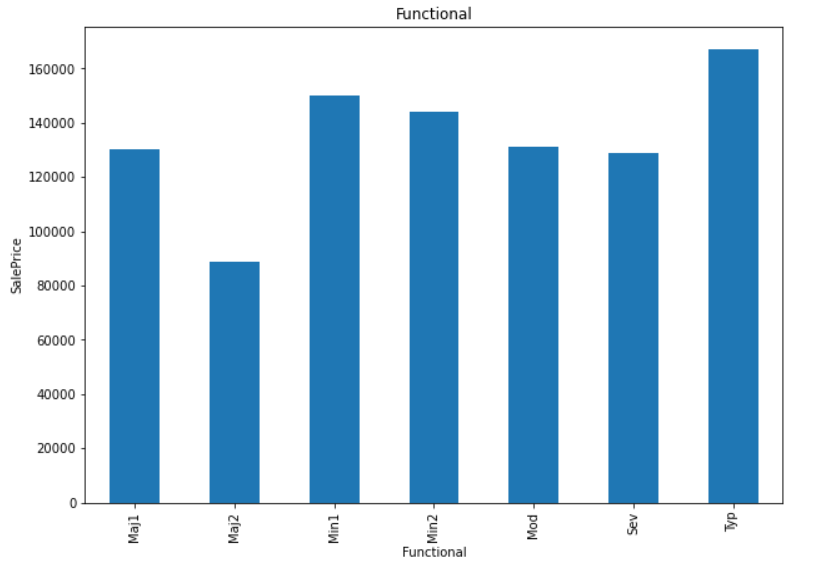 Functional
160000
140000
120000
100000
80000
60000
40000
20000
0
SalePrice
Maj1
Maj2
Min1
Min2
Mod
Sev
Typ
Functional